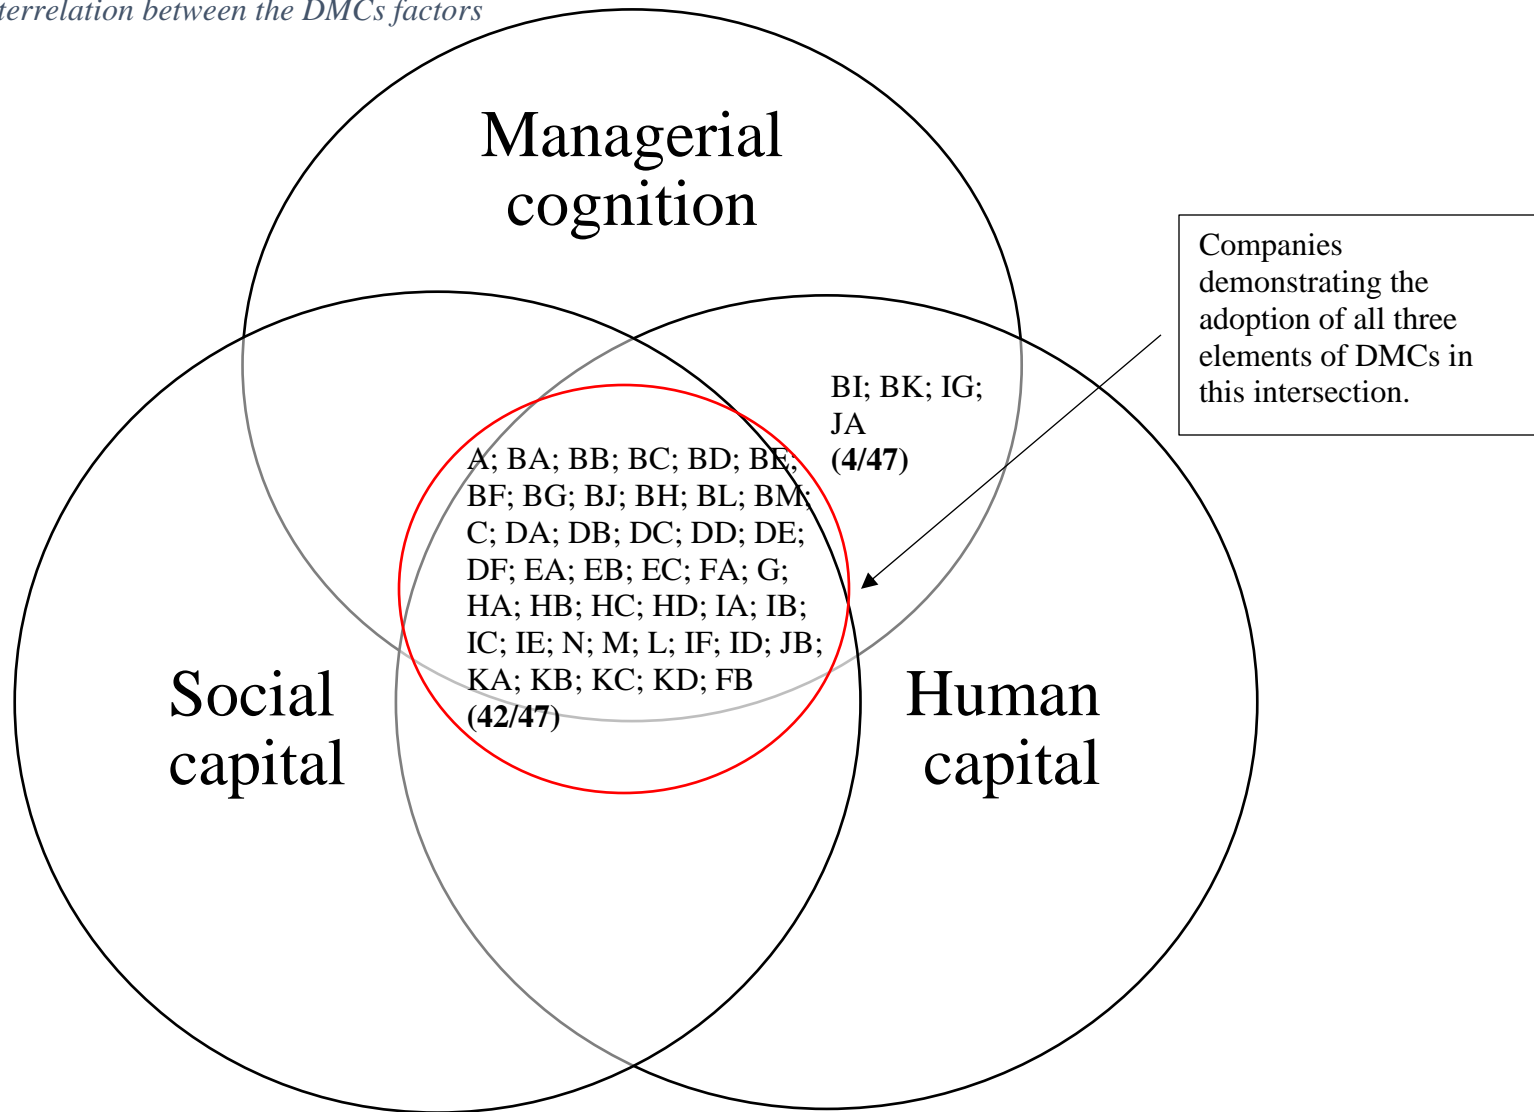 terrelation between the DMCs factors
Managerial
cognition
Companies
demonstrating the
adoption of all three
elements of DMCs in
this intersection.
BI; BK; IG;
JA
(4/47)
A; BA; BB; BC; BD; BE;
BF; BG; BJ; BH; BL; BM;
C; DA; DB; DC; DD; DE;
DF; EA; EB; EC; FA; G;
HA; HB; HC; HD; IA; IB;
IC; IE; N; M; L; IF; ID; JB;
KA; KB; KC; KD; FB
(42/47)
Social
capital
Human
capital